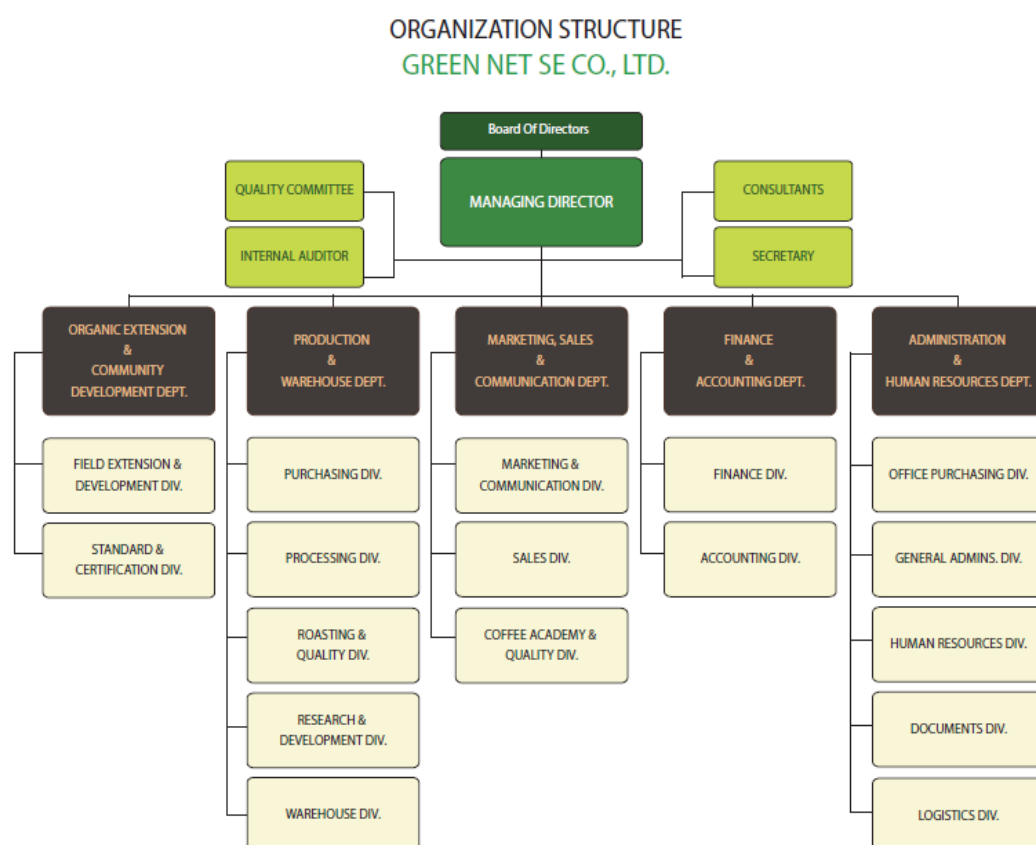 ORGANIZATION STRUCTURE
GREEN NET SE CO., LTD.
Board Of Directors
MANAGING DIRECTOR
QUALITY COMMITTEE
INTERNAL AUDITOR
CONSULTANTS
SECRETARY
ORGANIC EXTENSION
&
COMMUNITY
DEVELOPMENT DEPT.
FIELD EXTENSION &
DEVELOPMENT DIV.
STANDARD &
CERTIFICATION DIV.
PRODUCTION
&
WAREHOUSE DEPT.
PURCHASING DIV.
PROCESSING DIV.
ROASTING &
QUALITY DIV.
RESEARCH &
DEVELOPMENT DIV.
WAREHOUSE DIV.
MARKETING, SALES
&
COMMUNICATION DEPT.
MARKETING &
COMMUNICATION DIV.
SALES DIV.
COFFEE ACADEMY &
QUALITY DIV.
FINANCE
&
ACCOUNTING DEPT.
FINANCE DIV.
ACCOUNTING DIV.
ADMINISTRATION
&
HUMAN RESOURCES DEPT.
OFFICE PURCHASING DIV.
GENERAL ADMINS. DIV.
HUMAN RESOURCES DIV.
DOCUMENTS DIV.
LOGISTICS DIV.